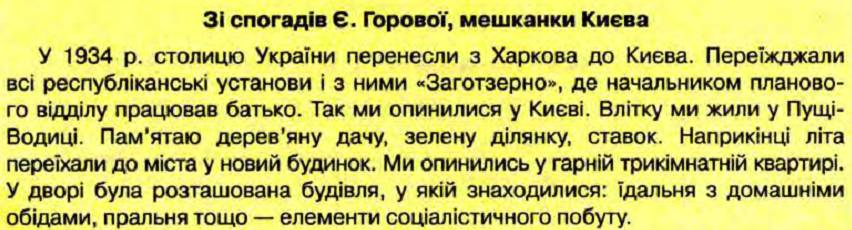 Зі спогадів Є. Горової, мешканки Києва
У 1934 р. столицю України перенесли з Харкова до Києва. Переїжджали
всі республіканські установи і з ними «Заготзерно», де начальником планово-
го відділу працював батько. Так ми опинилися у Києві. Влітку ми жили у Пущі-
Водиці. Пам'ятаю дерев'яну дачу, зелену ділянку, ставок. Наприкінці літа
переїхали до міста у новий будинок. Ми опинились у гарній трикімнатній квартирі.
У дворі була розташована будівля, у якій знаходилися: їдальня з домашніми
обідами, пральня тощо — елементи соціалістичного побуту.